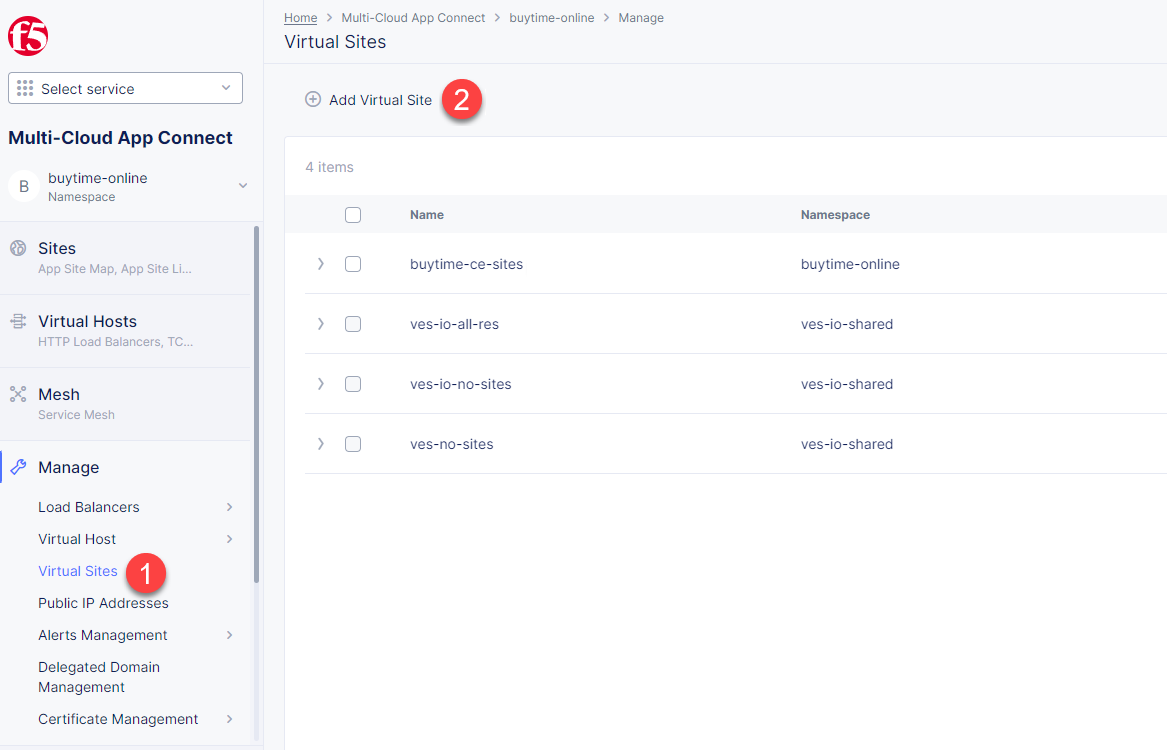 f5
Select service
Multi-Cloud App Connect
B
buytime-online
Namespace
Sites
App Site Map, App Site Li...
Virtual Hosts
HTTP Load Balancers, TC...
Mesh
Service Mesh
Manage
Load Balancers
Virtual Host
Virtual Sites
1
Public IP Addresses
Alerts Management
Delegated Domain
Management
Certificate Management
Home > Multi-Cloud App Connect > buytime-online > Manage
Virtual Sites
Add Virtual Site 2
4 items
Name Namespace
buytime-ce-sites buytime-online
ves-io-all-res ves-io-shared
ves-io-no-sites ves-io-shared
ves-no-sites ves-io-shared